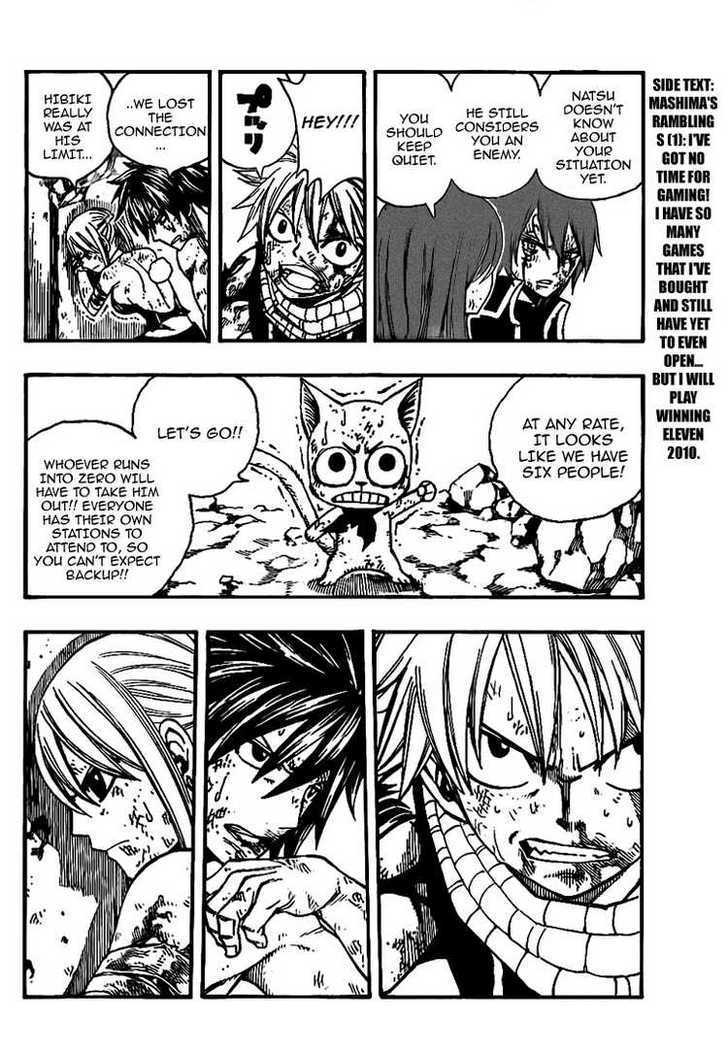 NATSU
DOESN'T
KNOW
ABOUT
YOUR
SITUATION
YET.
HE STILL
CONSIDERS
YOU AN
ENEMY.
YOU
SHOULD
KEEP
QUIET.
HEY!!!
プツッ
..WE LOST
THE
CONNECTION
...
HIBIKI
REALLY
WAS AT
HIS
LIMIT...
AT ANY RATE,
IT LOOKS
LIKE WE HAVE
SIX PEOPLE!
LET'S GO!!
WHOEVER RUNS
INTO ZERO WILL
HAVE TO TAKE HIM
OUT!! EVERYONE
HAS THEIR OWN
STATIONS TO
ATTEND TO, SO
YOU CAN'T EXPECT
BACKUP!!
SIDE TEXT:
MASHIMA'S
RAMBLING
S (1): I'VE
GOT NO
TIME FOR
GAMING!
I HAVE SO
MANY
GAMES
THAT I'VE
BOUGHT
AND STILL
HAVE YET
TO EVEN
OPEN...
BUT I WILL
PLAY
WINNING
ELEVEN
2010.